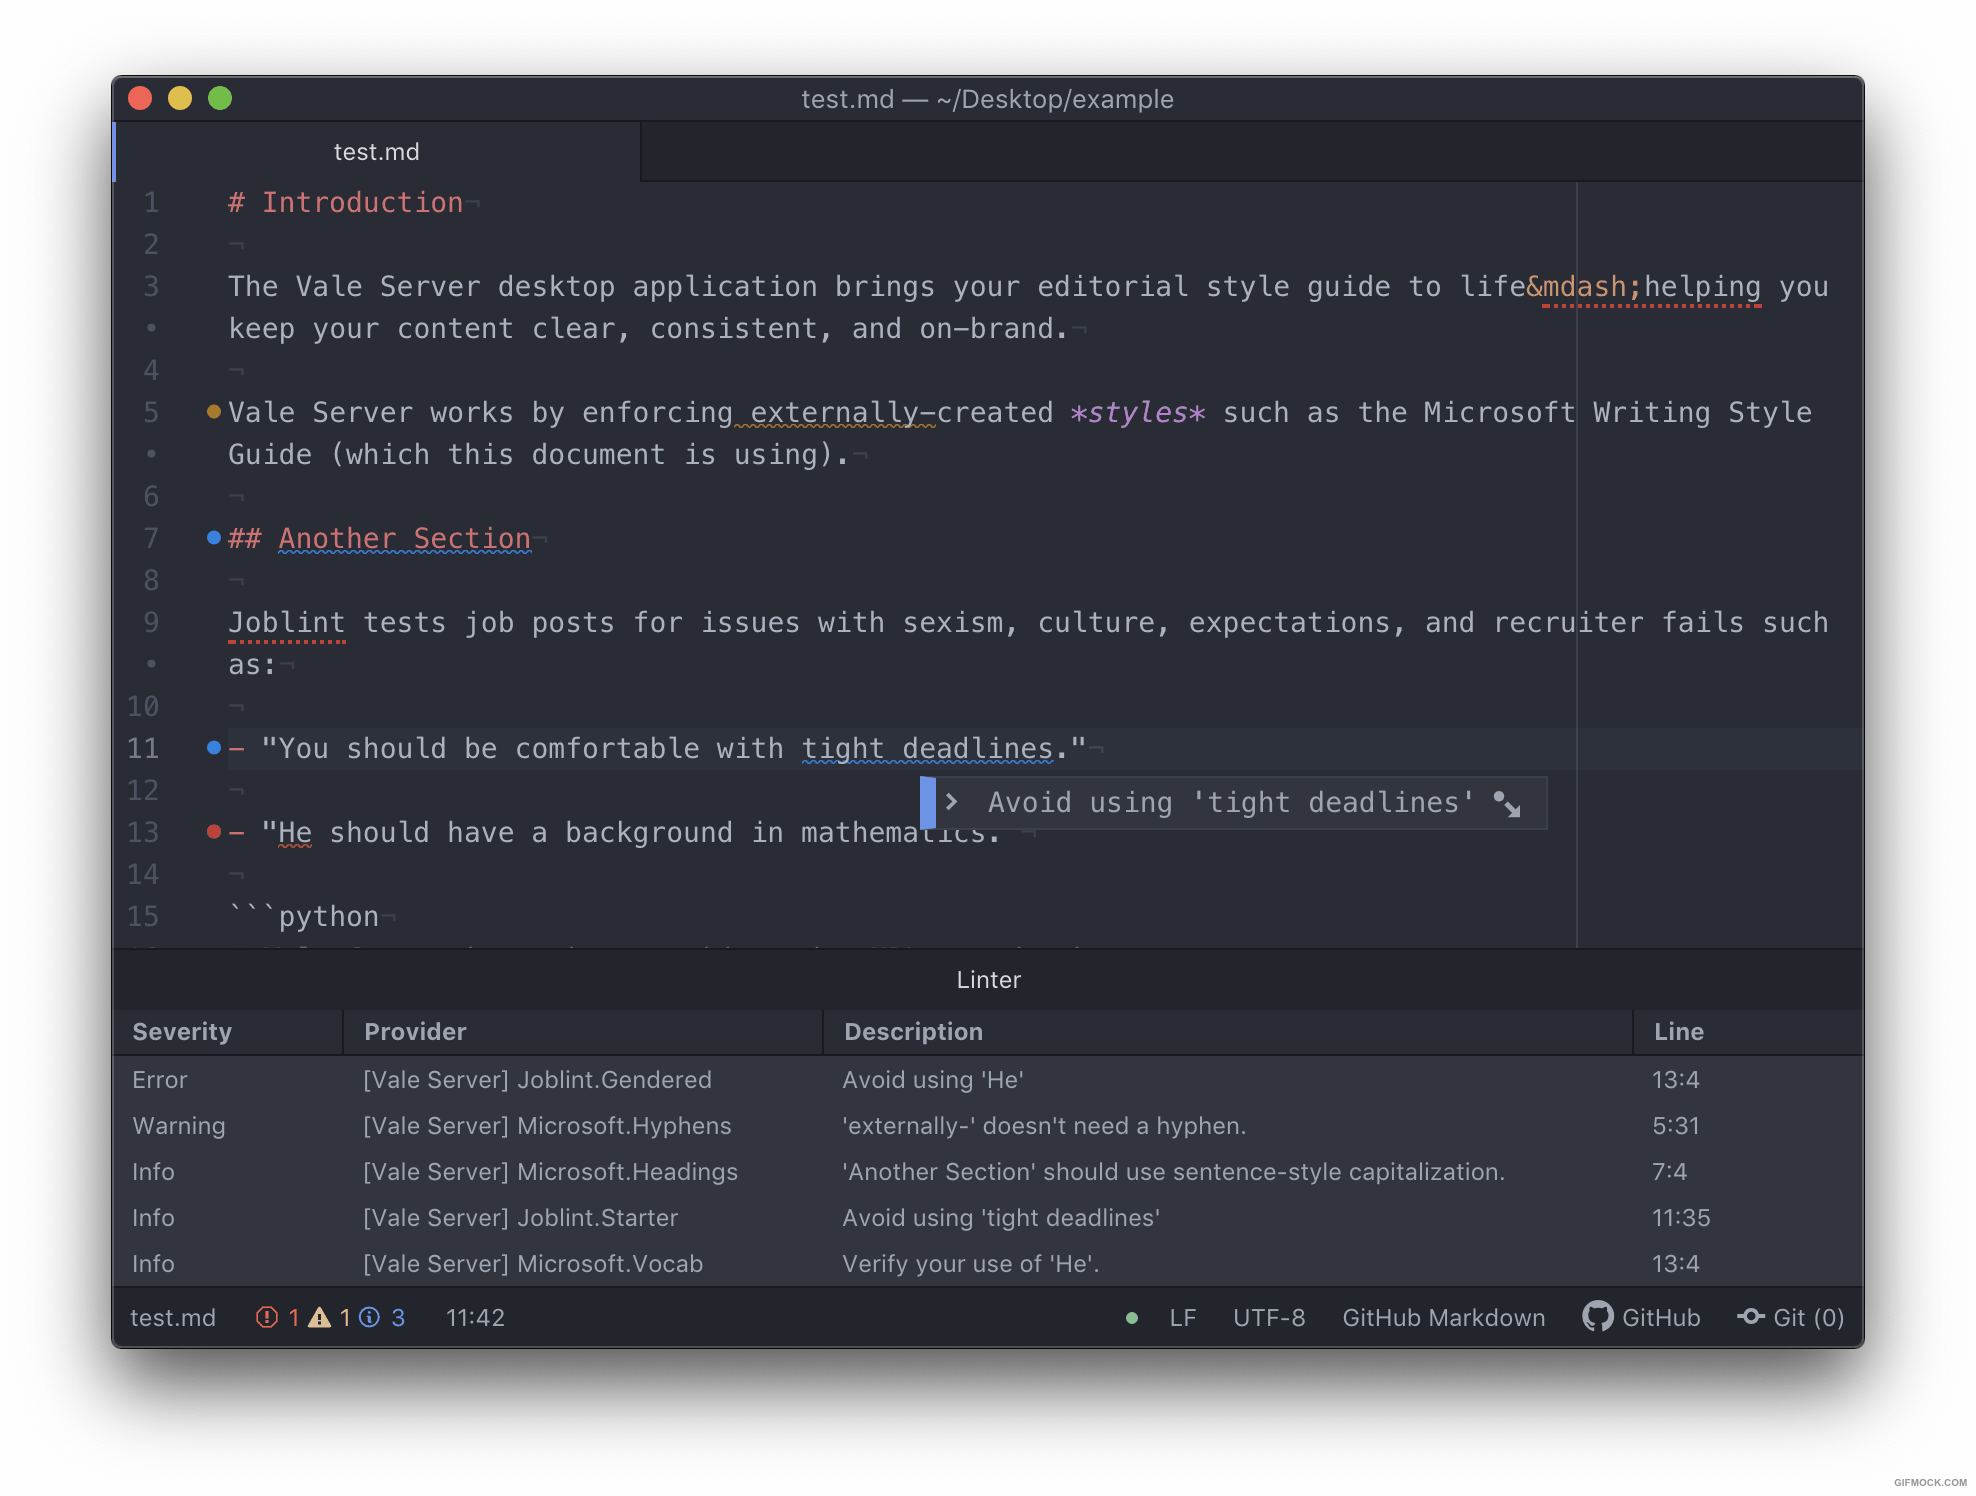 test.md — ~/Desktop/example
test.md
1 # Introduction¬
2 ¬
3 The Vale Server desktop application brings your editorial style guide to life&mdash;helping you
• keep your content clear, consistent, and on-brand.¬
4 ¬
5 Vale Server works by enforcing externally-created *styles* such as the Microsoft Writing Style
• Guide (which this document is using).¬
6 ¬
7 ## Another Section¬
8 ¬
9 Joblint tests job posts for issues with sexism, culture, expectations, and recruiter fails such
• as:¬
10 ¬
11 - "You should be comfortable with tight deadlines."¬
12 ¬
Avoid using 'tight deadlines'
13 - "He should have a background in mathematics. ¬
14 ¬
15 ```python¬
Linter
Severity Provider Description Line
Error [Vale Server] Joblint.Gendered Avoid using 'He' 13:4
Warning [Vale Server] Microsoft.Hyphens 'externally-' doesn't need a hyphen. 5:31
Info [Vale Server] Microsoft.Headings 'Another Section' should use sentence-style capitalization. 7:4
Info [Vale Server] Joblint.Starter Avoid using 'tight deadlines' 11:35
Info [Vale Server] Microsoft.Vocab Verify your use of 'He'. 13:4
test.md 1 1 3 11:42 LF UTF-8 GitHub Markdown GitHub Git (0)
GIFMOCK.COM